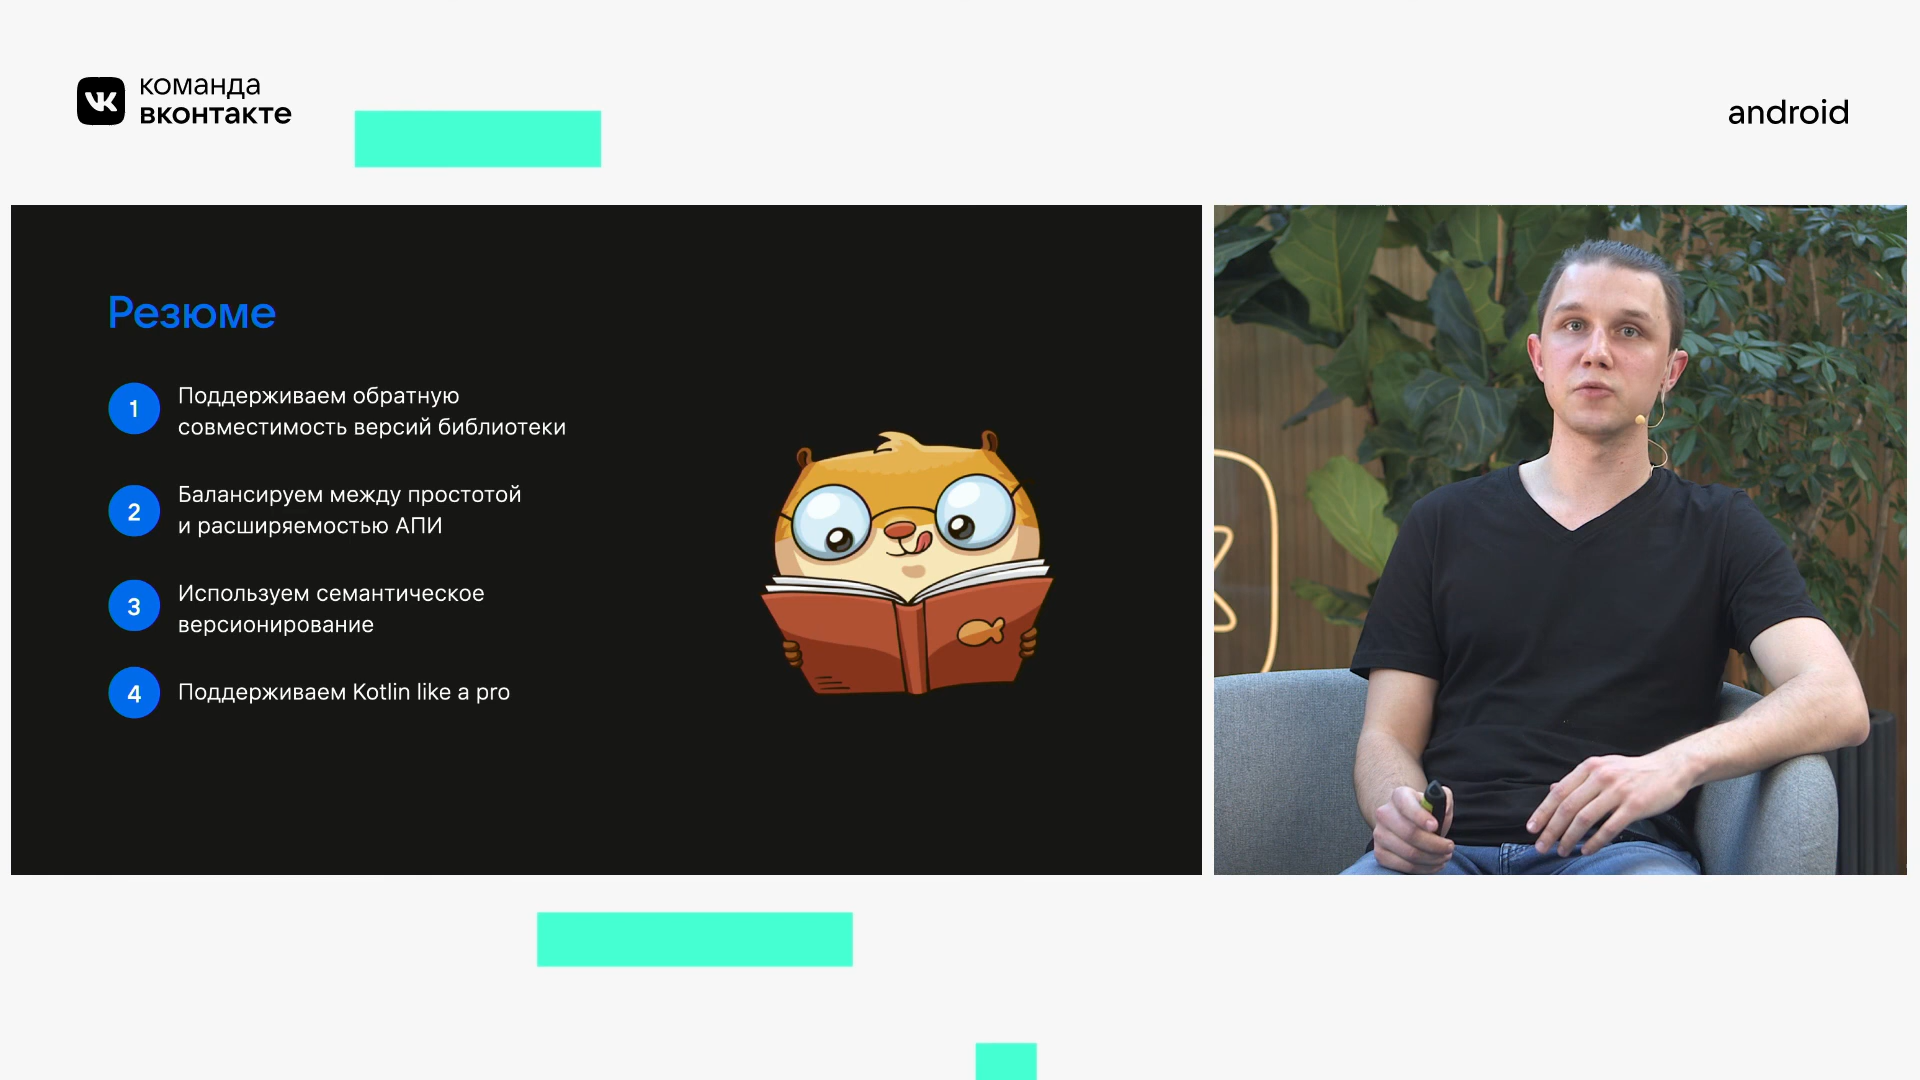 команда
вконтакте
android
Резюме
1
Поддерживаем обратную
совместимость версий библиотеки
2
Балансируем между простотой
и расширяемостью АПИ
3
Используем семантическое
версионирование
4
Поддерживаем Kotlin like a pro